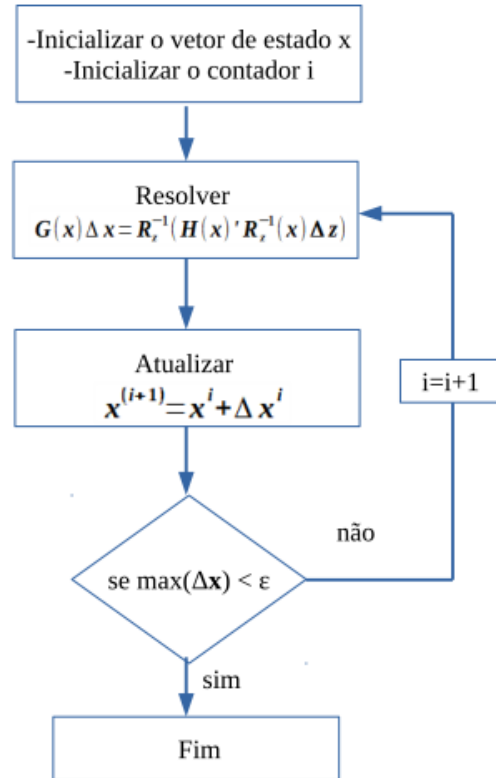 -Inicializar o vetor de estado x
-Inicializar o contador i
Resolver
G(x)Δx=R_z^{-1}(H(x)'R_z^{-1}(x)Δz)
Atualizar
x^{(i+1)}=x^i+Δx^i
i=i+1
não
se max(Δx) < ε
sim
Fim